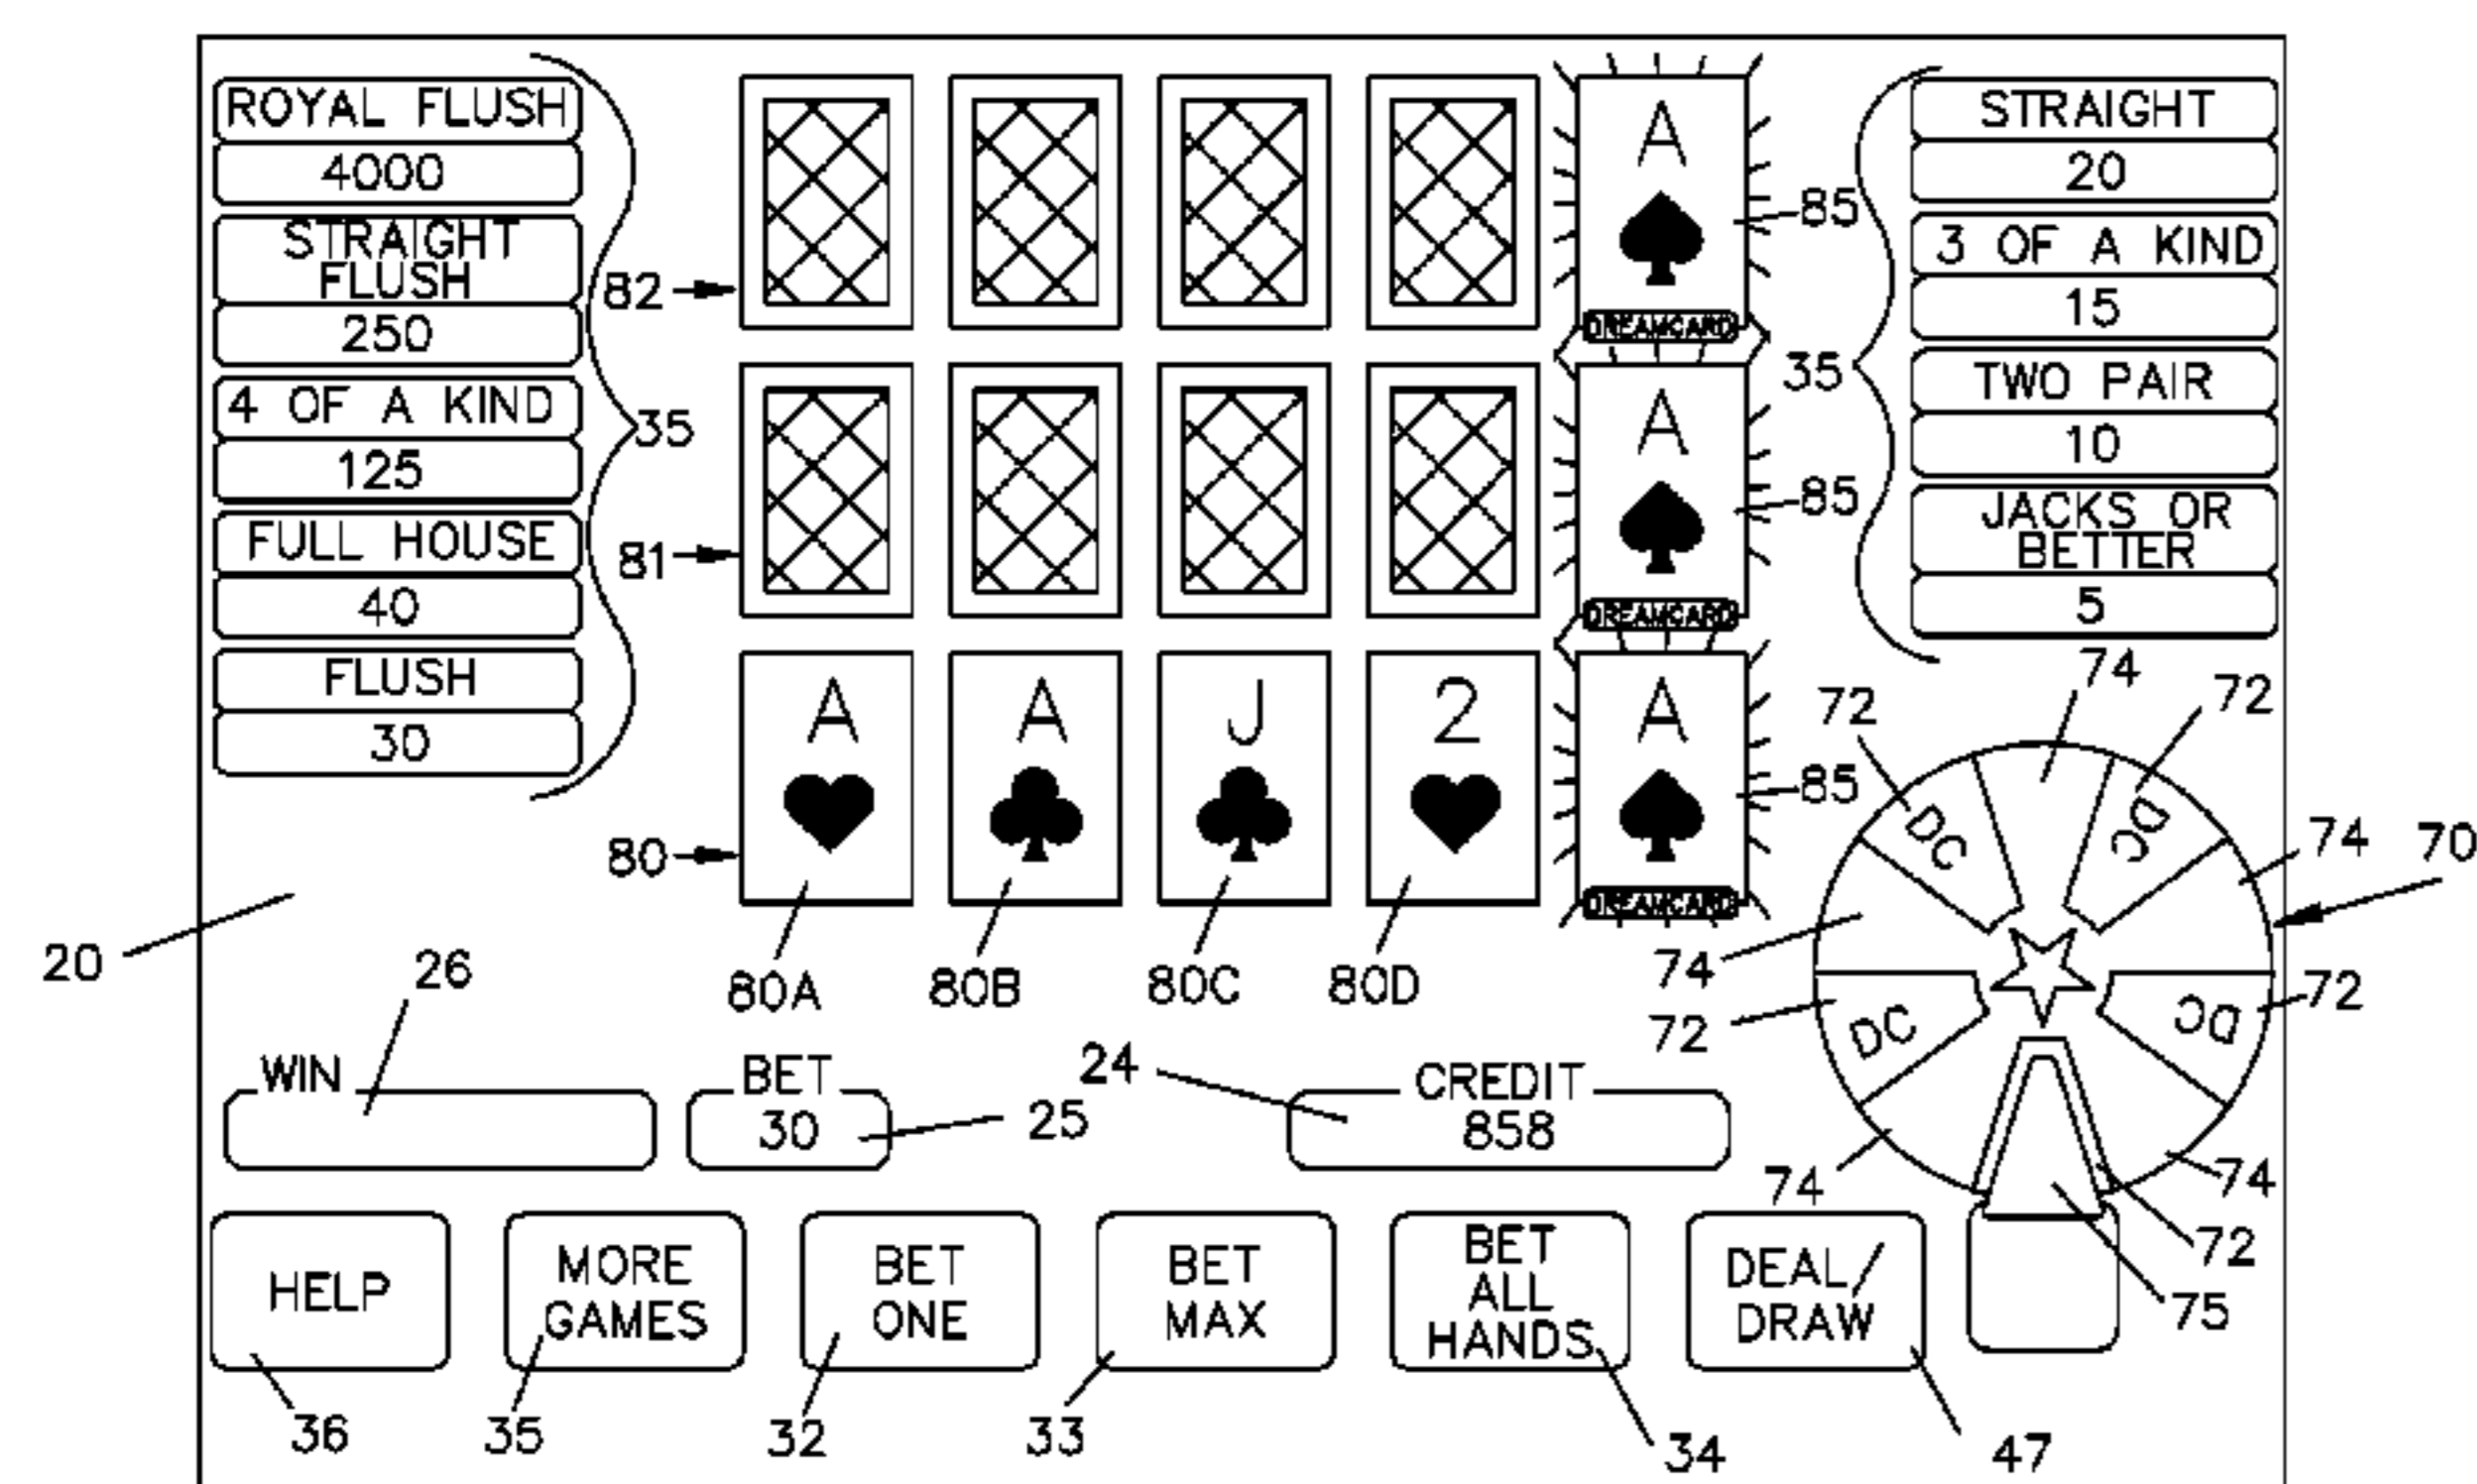 ROYAL FLUSH
4000
STRAIGHT
FLUSH
250
4 OF A KIND
125
FULL HOUSE
40
FLUSH
30
35
82
81
80
A
DREAMCARD
85
A
DREAMCARD
85
A
A
J
2
A
DREAMCARD
85
80A
80B
80C
80D
35
STRAIGHT
20
3 OF A KIND
15
TWO PAIR
10
JACKS OR
BETTER
5
74
72
72
DC
DC
74
70
74
72
72
DC
DC
74
74
72
75
20
26
WIN
BET
30
25
24
CREDIT
858
HELP
MORE
GAMES
BET
ONE
BET
MAX
BET
ALL
HANDS
DEAL/
DRAW
36
35
32
33
34
47